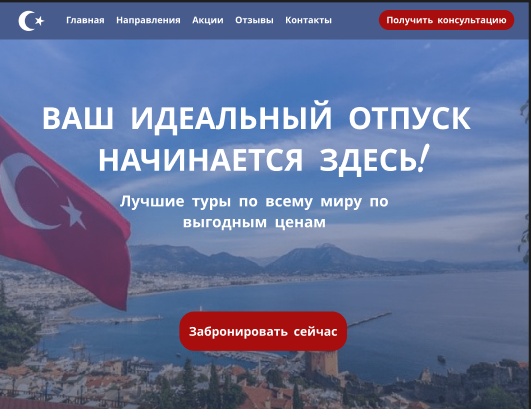 Главная Направления Акции Отзывы Контакты Получить консультацию
ВАШ ИДЕАЛЬНЫЙ ОТПУСК
НАЧИНАЕТСЯ ЗДЕСЬ!
Лучшие туры по всему миру по
выгодным ценам
Забронировать сейчас